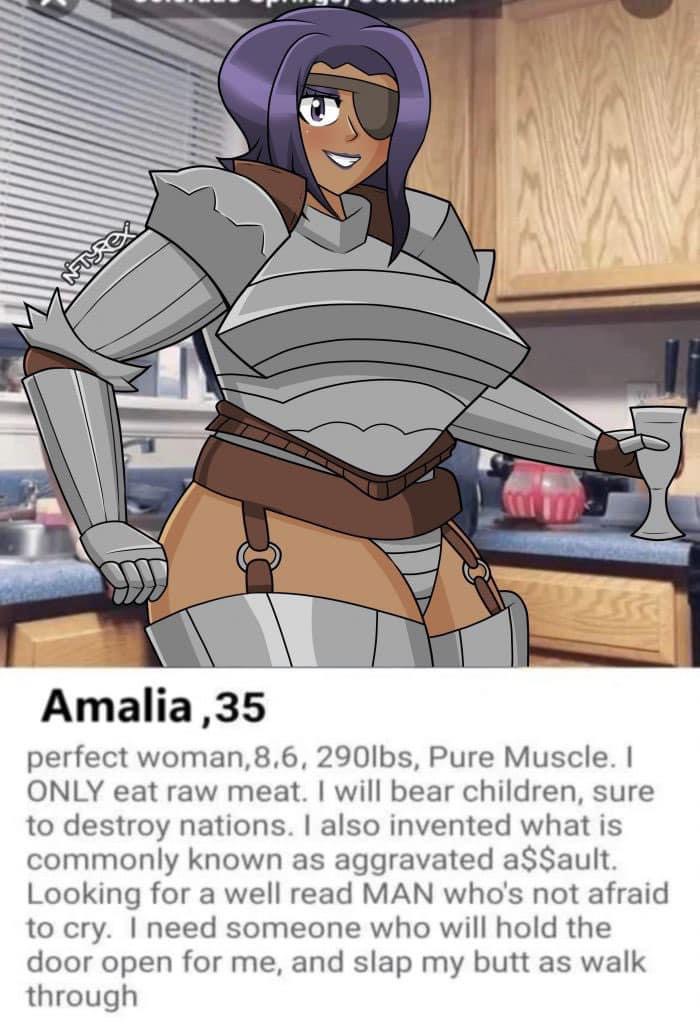 NIFTYREX
Amalia ,35
perfect woman,8,6, 290lbs, Pure Muscle. I
ONLY eat raw meat. I will bear children, sure
to destroy nations. I also invented what is
commonly known as aggravated a$$ault.
Looking for a well read MAN who's not afraid
to cry.  I need someone who will hold the
door open for me, and slap my butt as walk
through